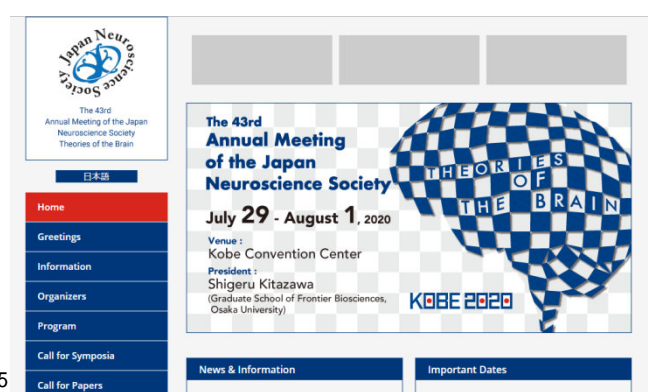 Japan Neuroscience Society
The 43rd
Annual Meeting of the Japan
Neuroscience Society
Theories of the Brain
日本語
Home
Greetings
Information
Organizers
Program
Call for Symposia
5
Call for Papers
The 43rd
Annual Meeting
of the Japan
Neuroscience Society
July 29 - August 1, 2020
Venue :
Kobe Convention Center
President :
Shigeru Kitazawa
(Graduate School of Frontier Biosciences,
Osaka University)
THEORIES
OF
THE BRAIN
KOBE 2020
News & Information
Important Dates